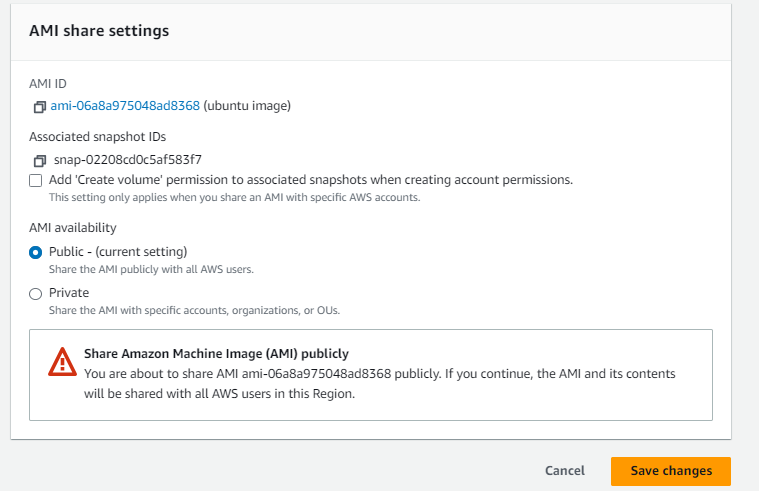 AMI share settings
AMI ID
ami-06a8a975048ad8368 (ubuntu image)
Associated snapshot IDs
snap-02208cd0c5af583f7
Add 'Create volume' permission to associated snapshots when creating account permissions.
This setting only applies when you share an AMI with specific AWS accounts.
AMI availability
Public - (current setting)
Share the AMI publicly with all AWS users.
Private
Share the AMI with specific accounts, organizations, or OUs.
Share Amazon Machine Image (AMI) publicly
You are about to share AMI ami-06a8a975048ad8368 publicly. If you continue, the AMI and its contents
will be shared with all AWS users in this Region.
Cancel
Save changes